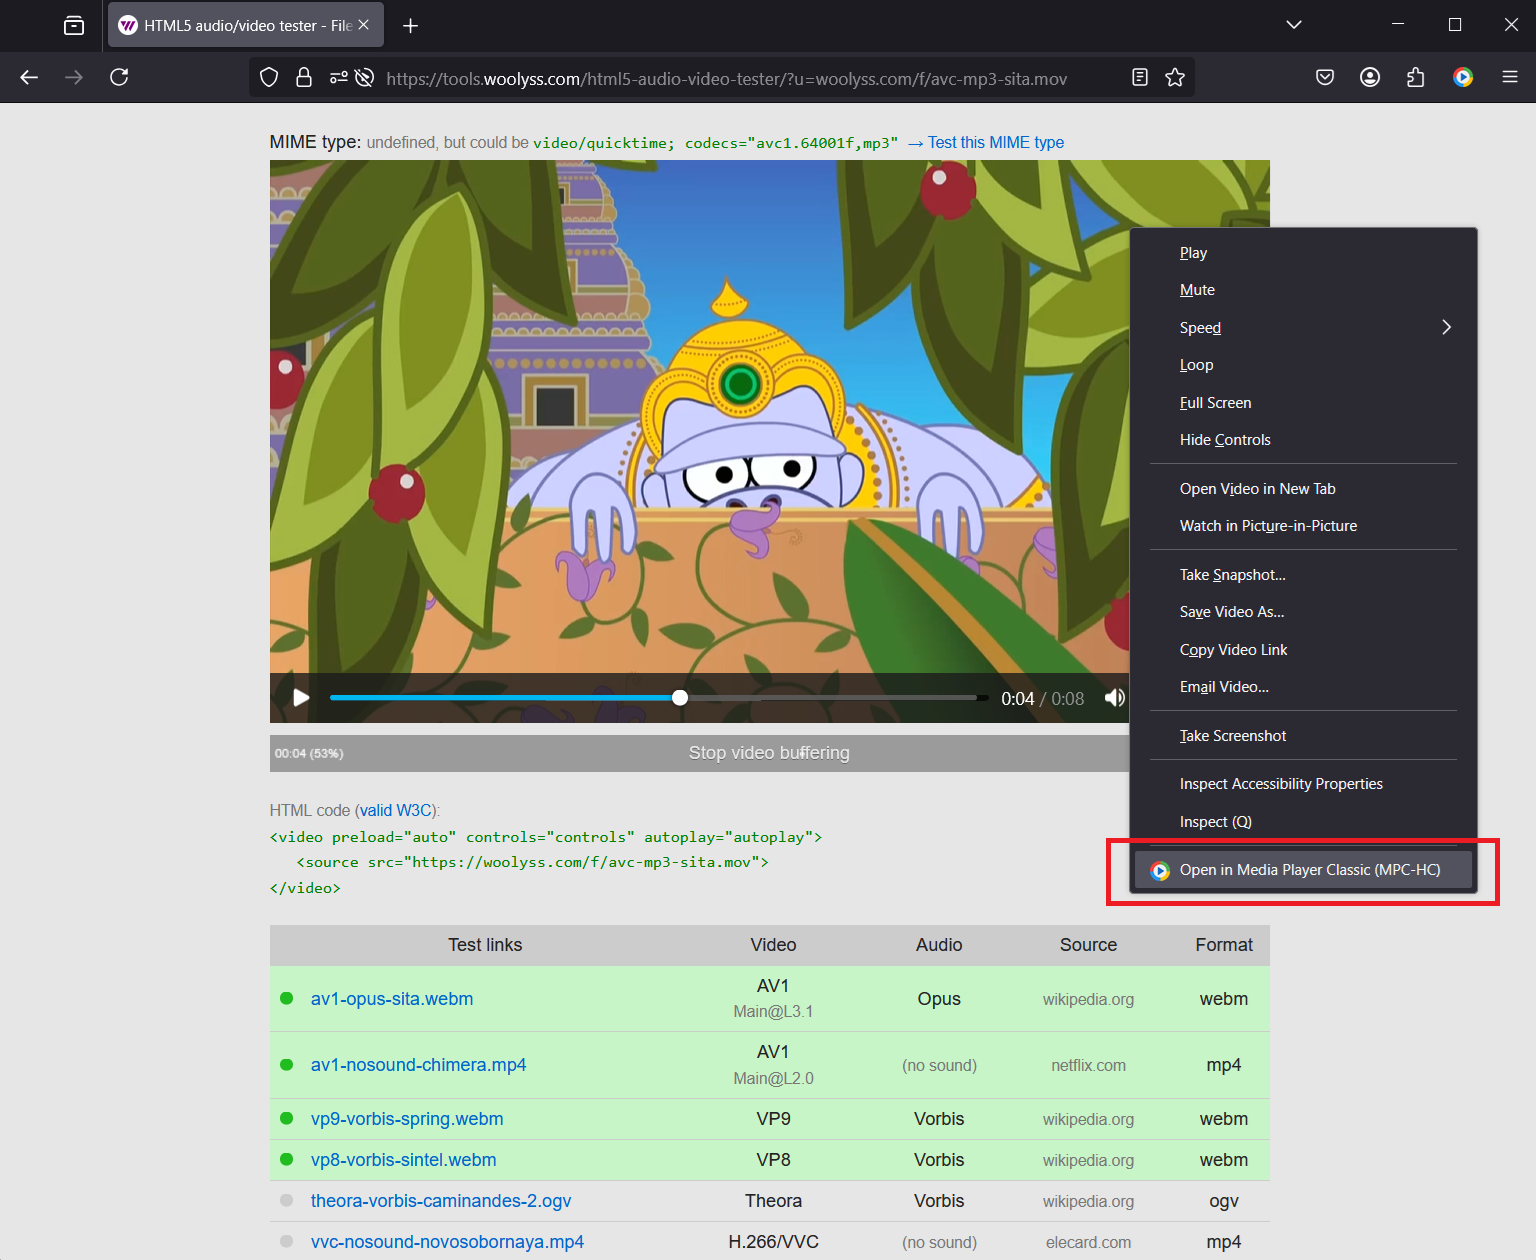 HTML5 audio/video tester - File
https://tools.woolyss.com/html5-audio-video-tester/?u=woolyss.com/f/avc-mp3-sita.mov
MIME type: undefined, but could be video/quicktime; codecs="avc1.64001f,mp3" → Test this MIME type
Play
Mute
Speed
Loop
Full Screen
Hide Controls
Open Video in New Tab
Watch in Picture-in-Picture
Take Snapshot...
Save Video As...
Copy Video Link
Email Video...
Take Screenshot
Inspect Accessibility Properties
Inspect (Q)
Open in Media Player Classic (MPC-HC)
0:04 / 0:08
00:04 (53%) Stop video buffering
HTML code (valid W3C):
<video preload="auto" controls="controls" autoplay="autoplay">
<source src="https://woolyss.com/f/avc-mp3-sita.mov">
</video>
Test links Video Audio Source Format
av1-opus-sita.webm AV1 Main@L3.1 Opus wikipedia.org webm
av1-nosound-chimera.mp4 AV1 Main@L2.0 (no sound) netflix.com mp4
vp9-vorbis-spring.webm VP9 Vorbis wikipedia.org webm
vp8-vorbis-sintel.webm VP8 Vorbis wikipedia.org webm
theora-vorbis-caminandes-2.ogv Theora Vorbis wikipedia.org ogv
vvc-nosound-novosobornaya.mp4 H.266/VVC (no sound) elecard.com mp4